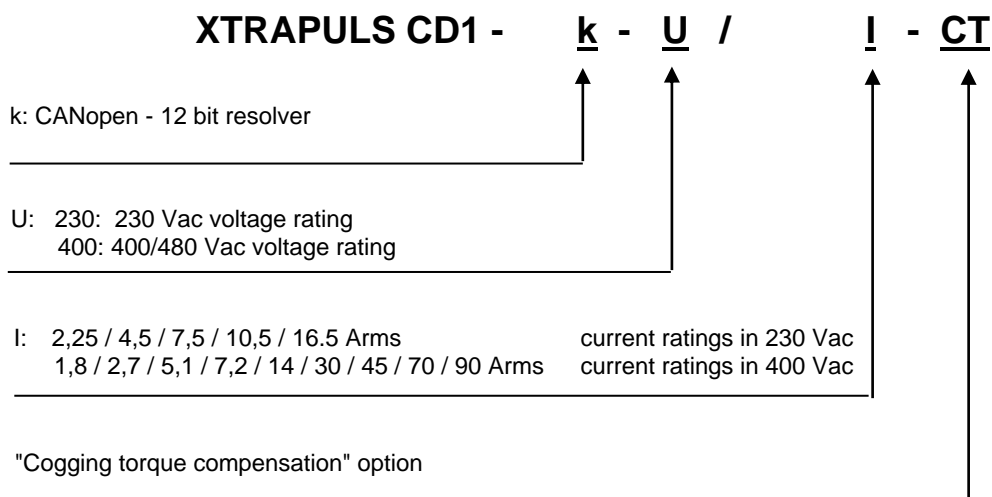 XTRAPULS CD1 - k - U / I - CT
k: CANopen - 12 bit resolver
U: 230: 230 Vac voltage rating
400: 400/480 Vac voltage rating
I: 2,25 / 4,5 / 7,5 / 10,5 / 16.5 Arms current ratings in 230 Vac
1,8 / 2,7 / 5,1 / 7,2 / 14 / 30 / 45 / 70 / 90 Arms current ratings in 400 Vac
"Cogging torque compensation" option